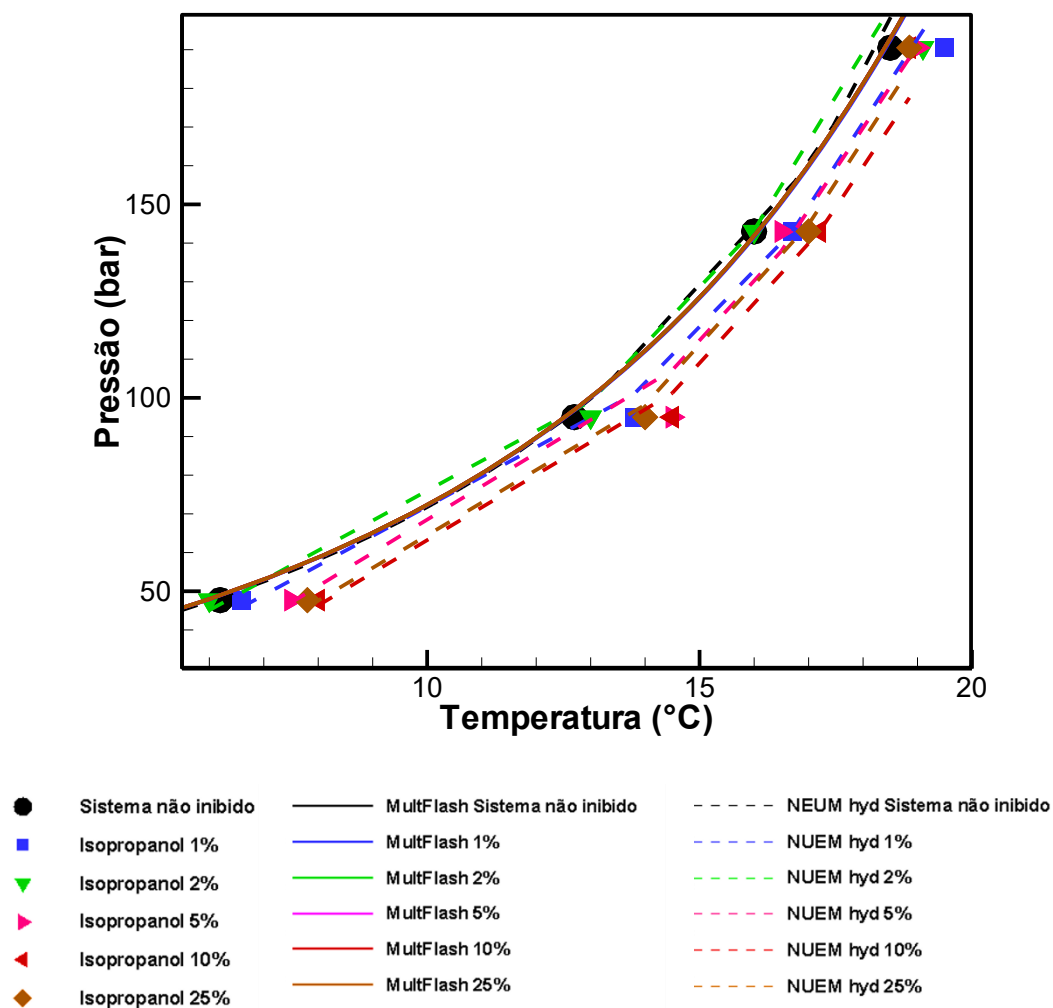 150
100
50
Pressão (bar)
10
15
20
Temperatura (°C)
Sistema não inibido
MultFlash Sistema não inibido
NEUM hyd Sistema não inibido
Isopropanol 1%
MultFlash 1%
NUEM hyd 1%
Isopropanol 2%
MultFlash 2%
NUEM hyd 2%
Isopropanol 5%
MultFlash 5%
NUEM hyd 5%
Isopropanol 10%
MultFlash 10%
NUEM hyd 10%
Isopropanol 25%
MultFlash 25%
NUEM hyd 25%